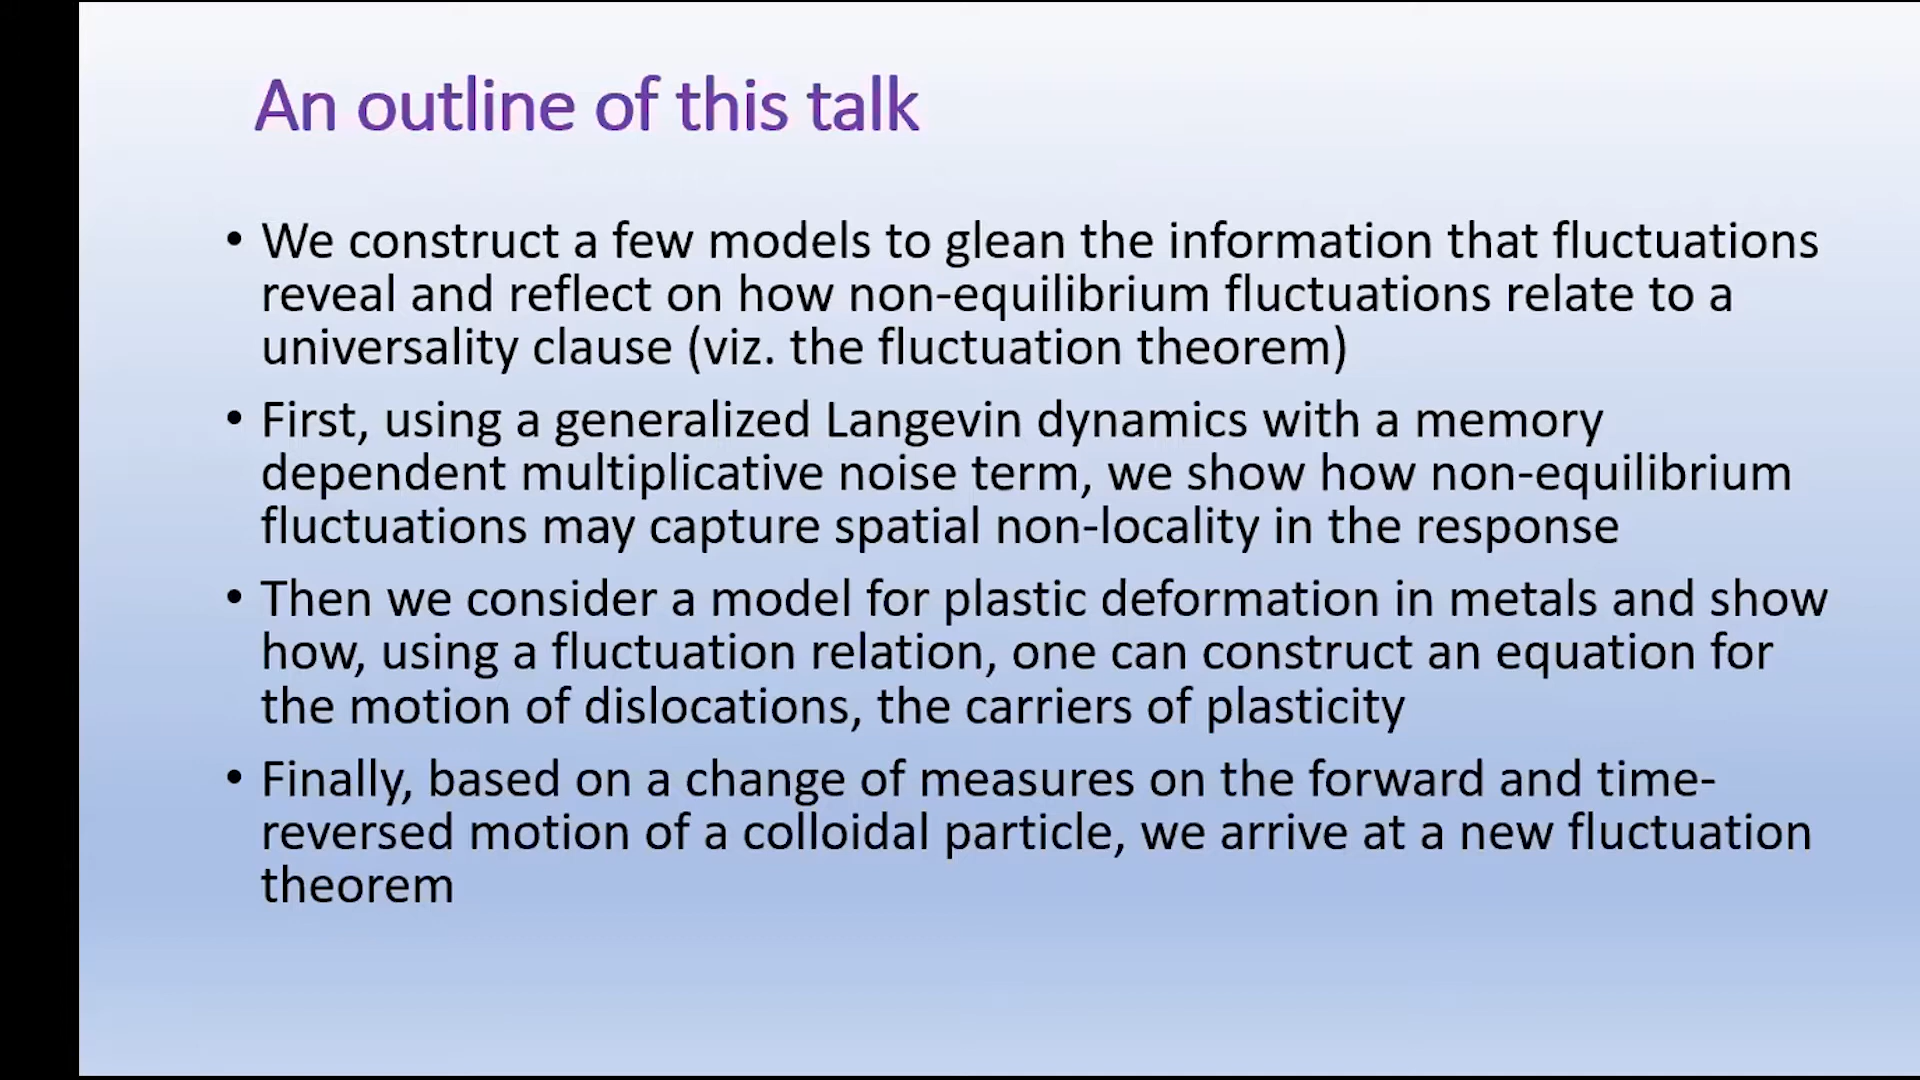 An outline of this talk
• We construct a few models to glean the information that fluctuations
reveal and reflect on how non-equilibrium fluctuations relate to a
universality clause (viz. the fluctuation theorem)
• First, using a generalized Langevin dynamics with a memory
dependent multiplicative noise term, we show how non-equilibrium
fluctuations may capture spatial non-locality in the response
• Then we consider a model for plastic deformation in metals and show
how, using a fluctuation relation, one can construct an equation for
the motion of dislocations, the carriers of plasticity
• Finally, based on a change of measures on the forward and time-
reversed motion of a colloidal particle, we arrive at a new fluctuation
theorem